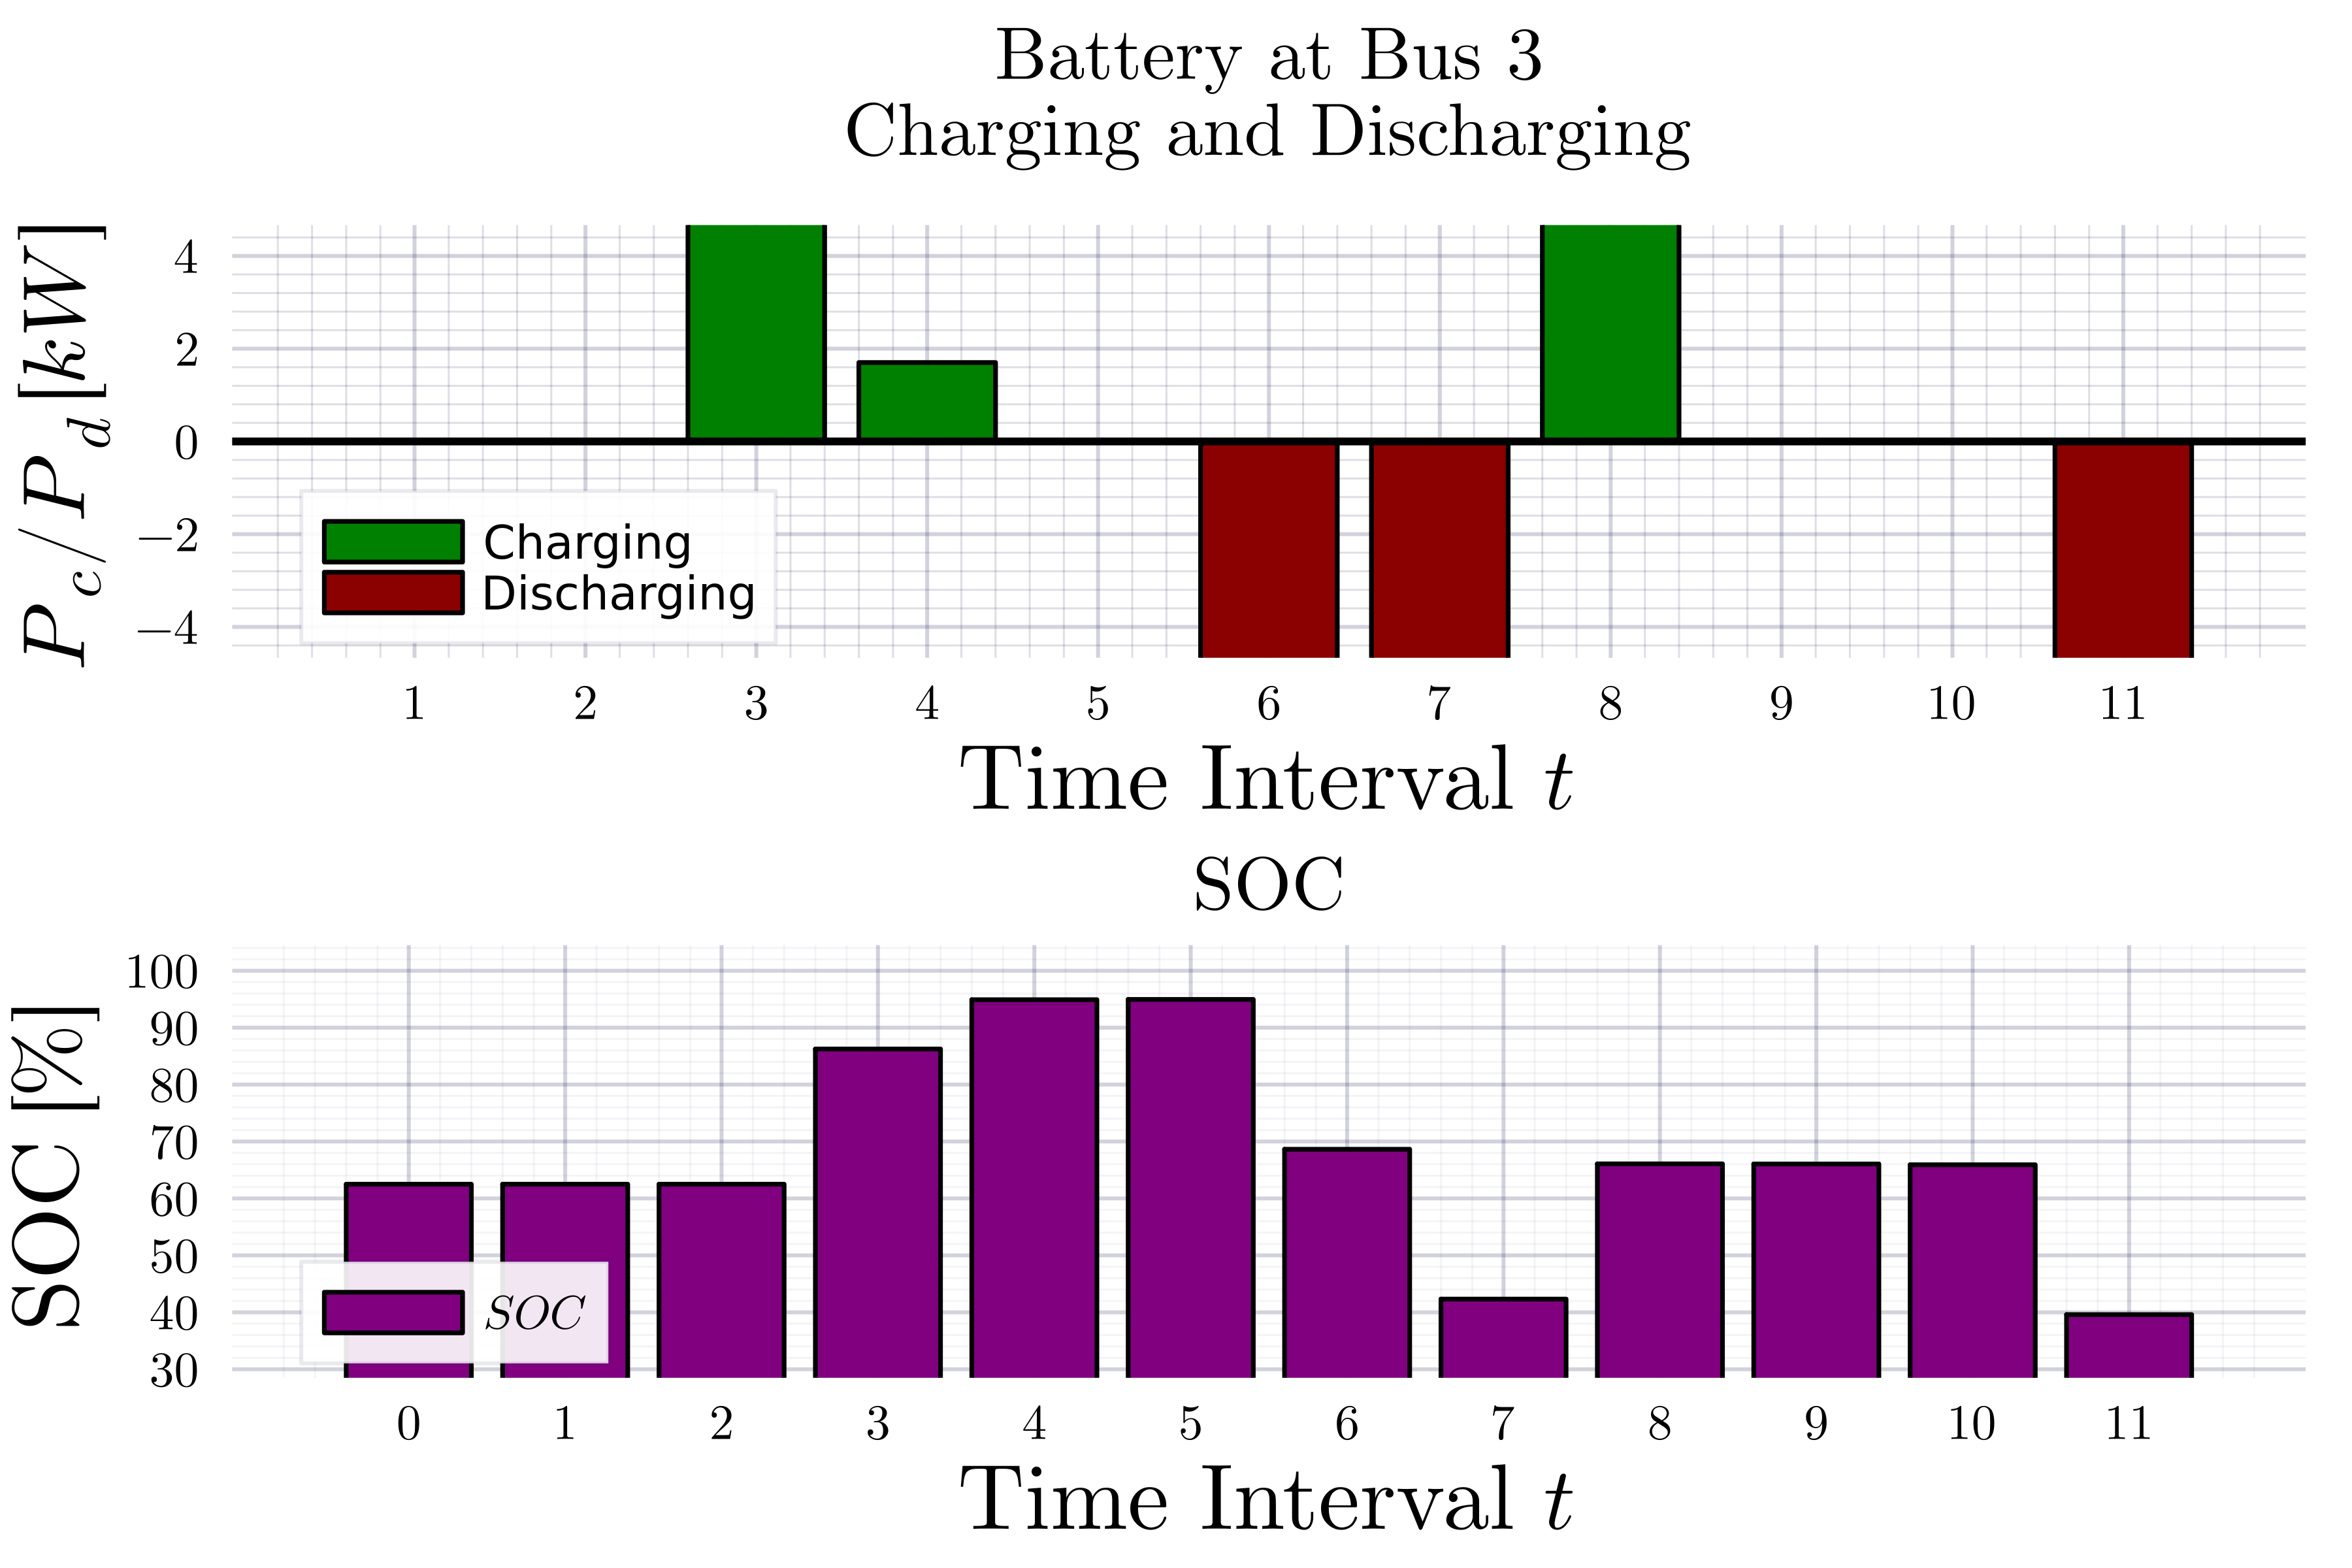 Battery at Bus 3
Charging and Discharging
P_c/P_d [kW]
4
2
0
−2
−4
Charging
Discharging
1 2 3 4 5 6 7 8 9 10 11
Time Interval t
SOC
SOC [%]
100
90
80
70
60
50
40
30
SOC
0 1 2 3 4 5 6 7 8 9 10 11
Time Interval t